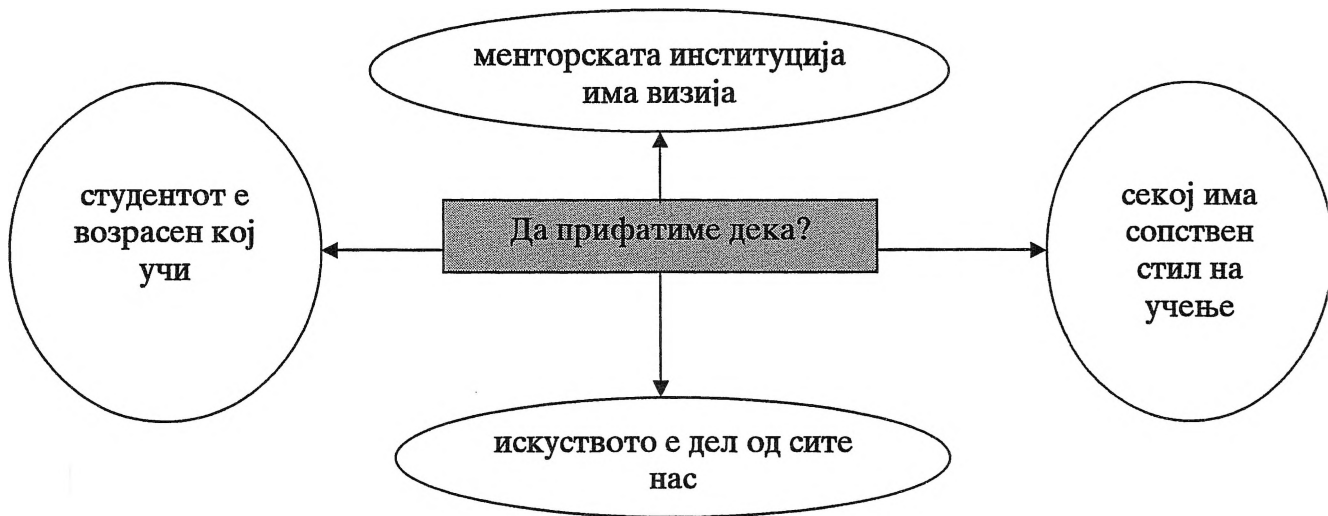 менторската институција
има визија
студентот е
возрасен кој
учи
Да прифатиме дека?
секој има
сопствен
стил на
учење
искуството е дел од сите
нас